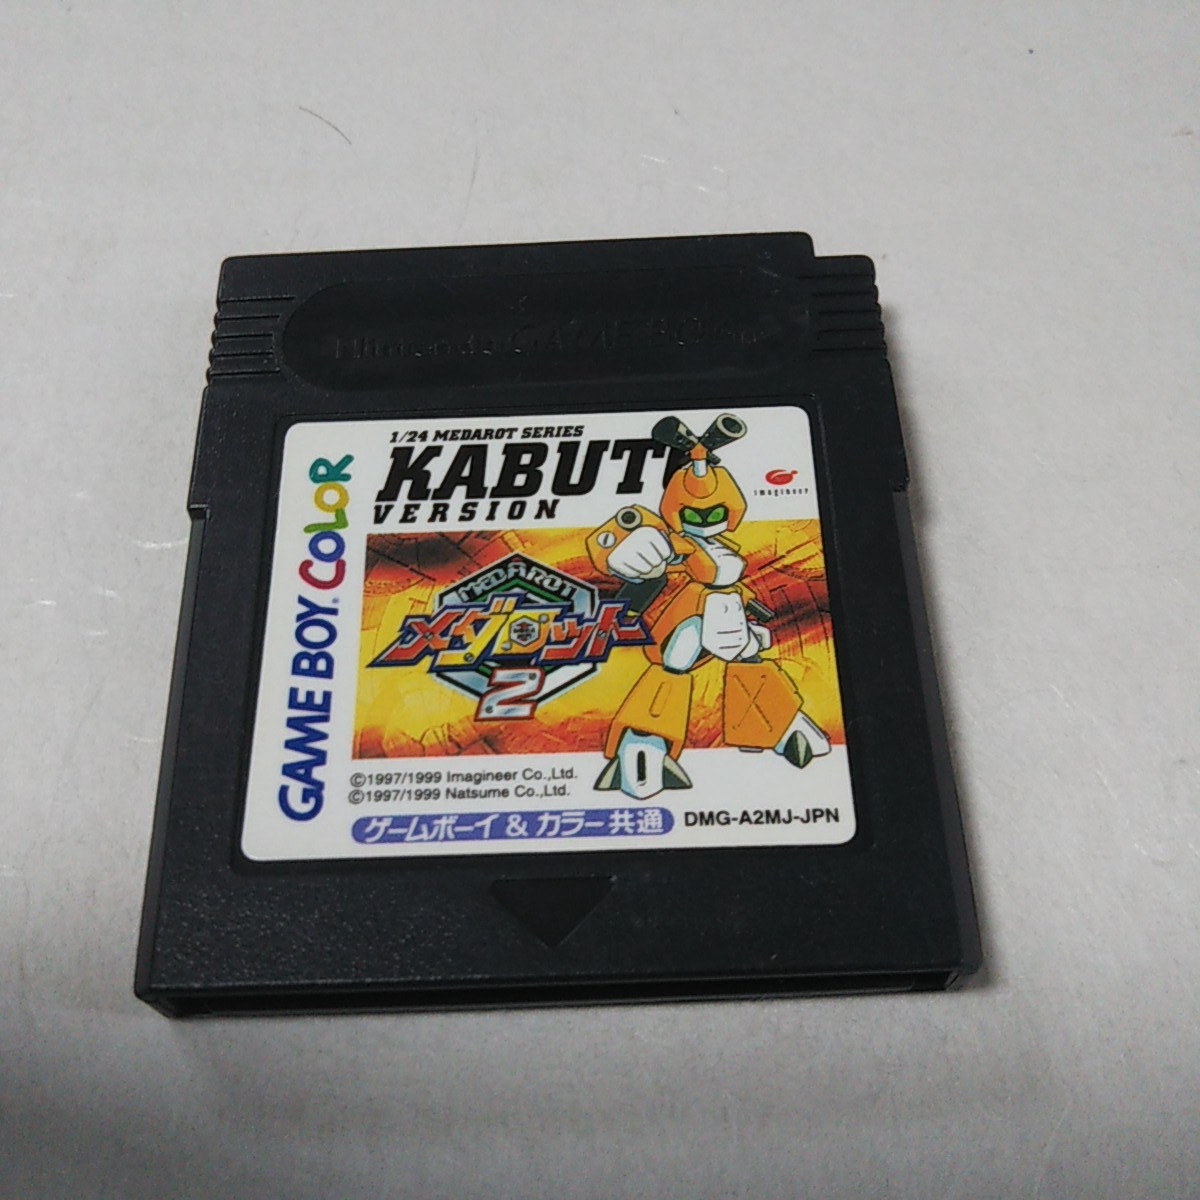 Nintendo GAME BOY TM
1/24 MEDAROT SERIES
KABUTO
VERSION
imagineer
GAME BOY COLOR
MEDAROT
メダロット
2
©1997/1999 Imagineer Co.,Ltd.
©1997/1999 Natsume Co.,Ltd.
ゲームボーイ & カラー共通
DMG-A2MJ-JPN